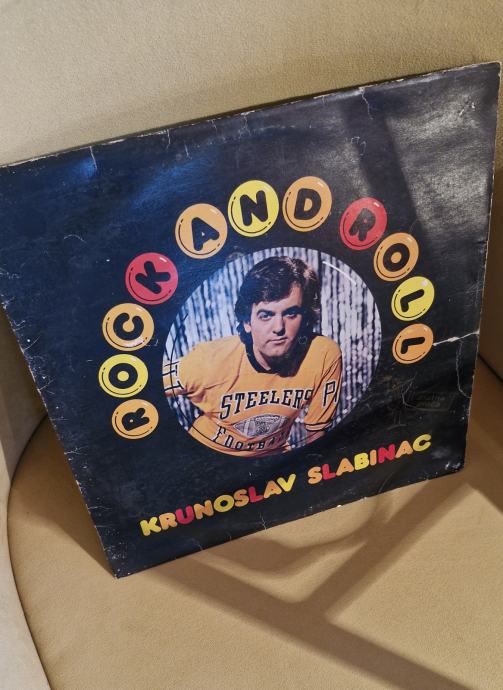 ROCK AND ROLL
STEELERS P
FOOTBA
KRUNOSLAV SLABINAC